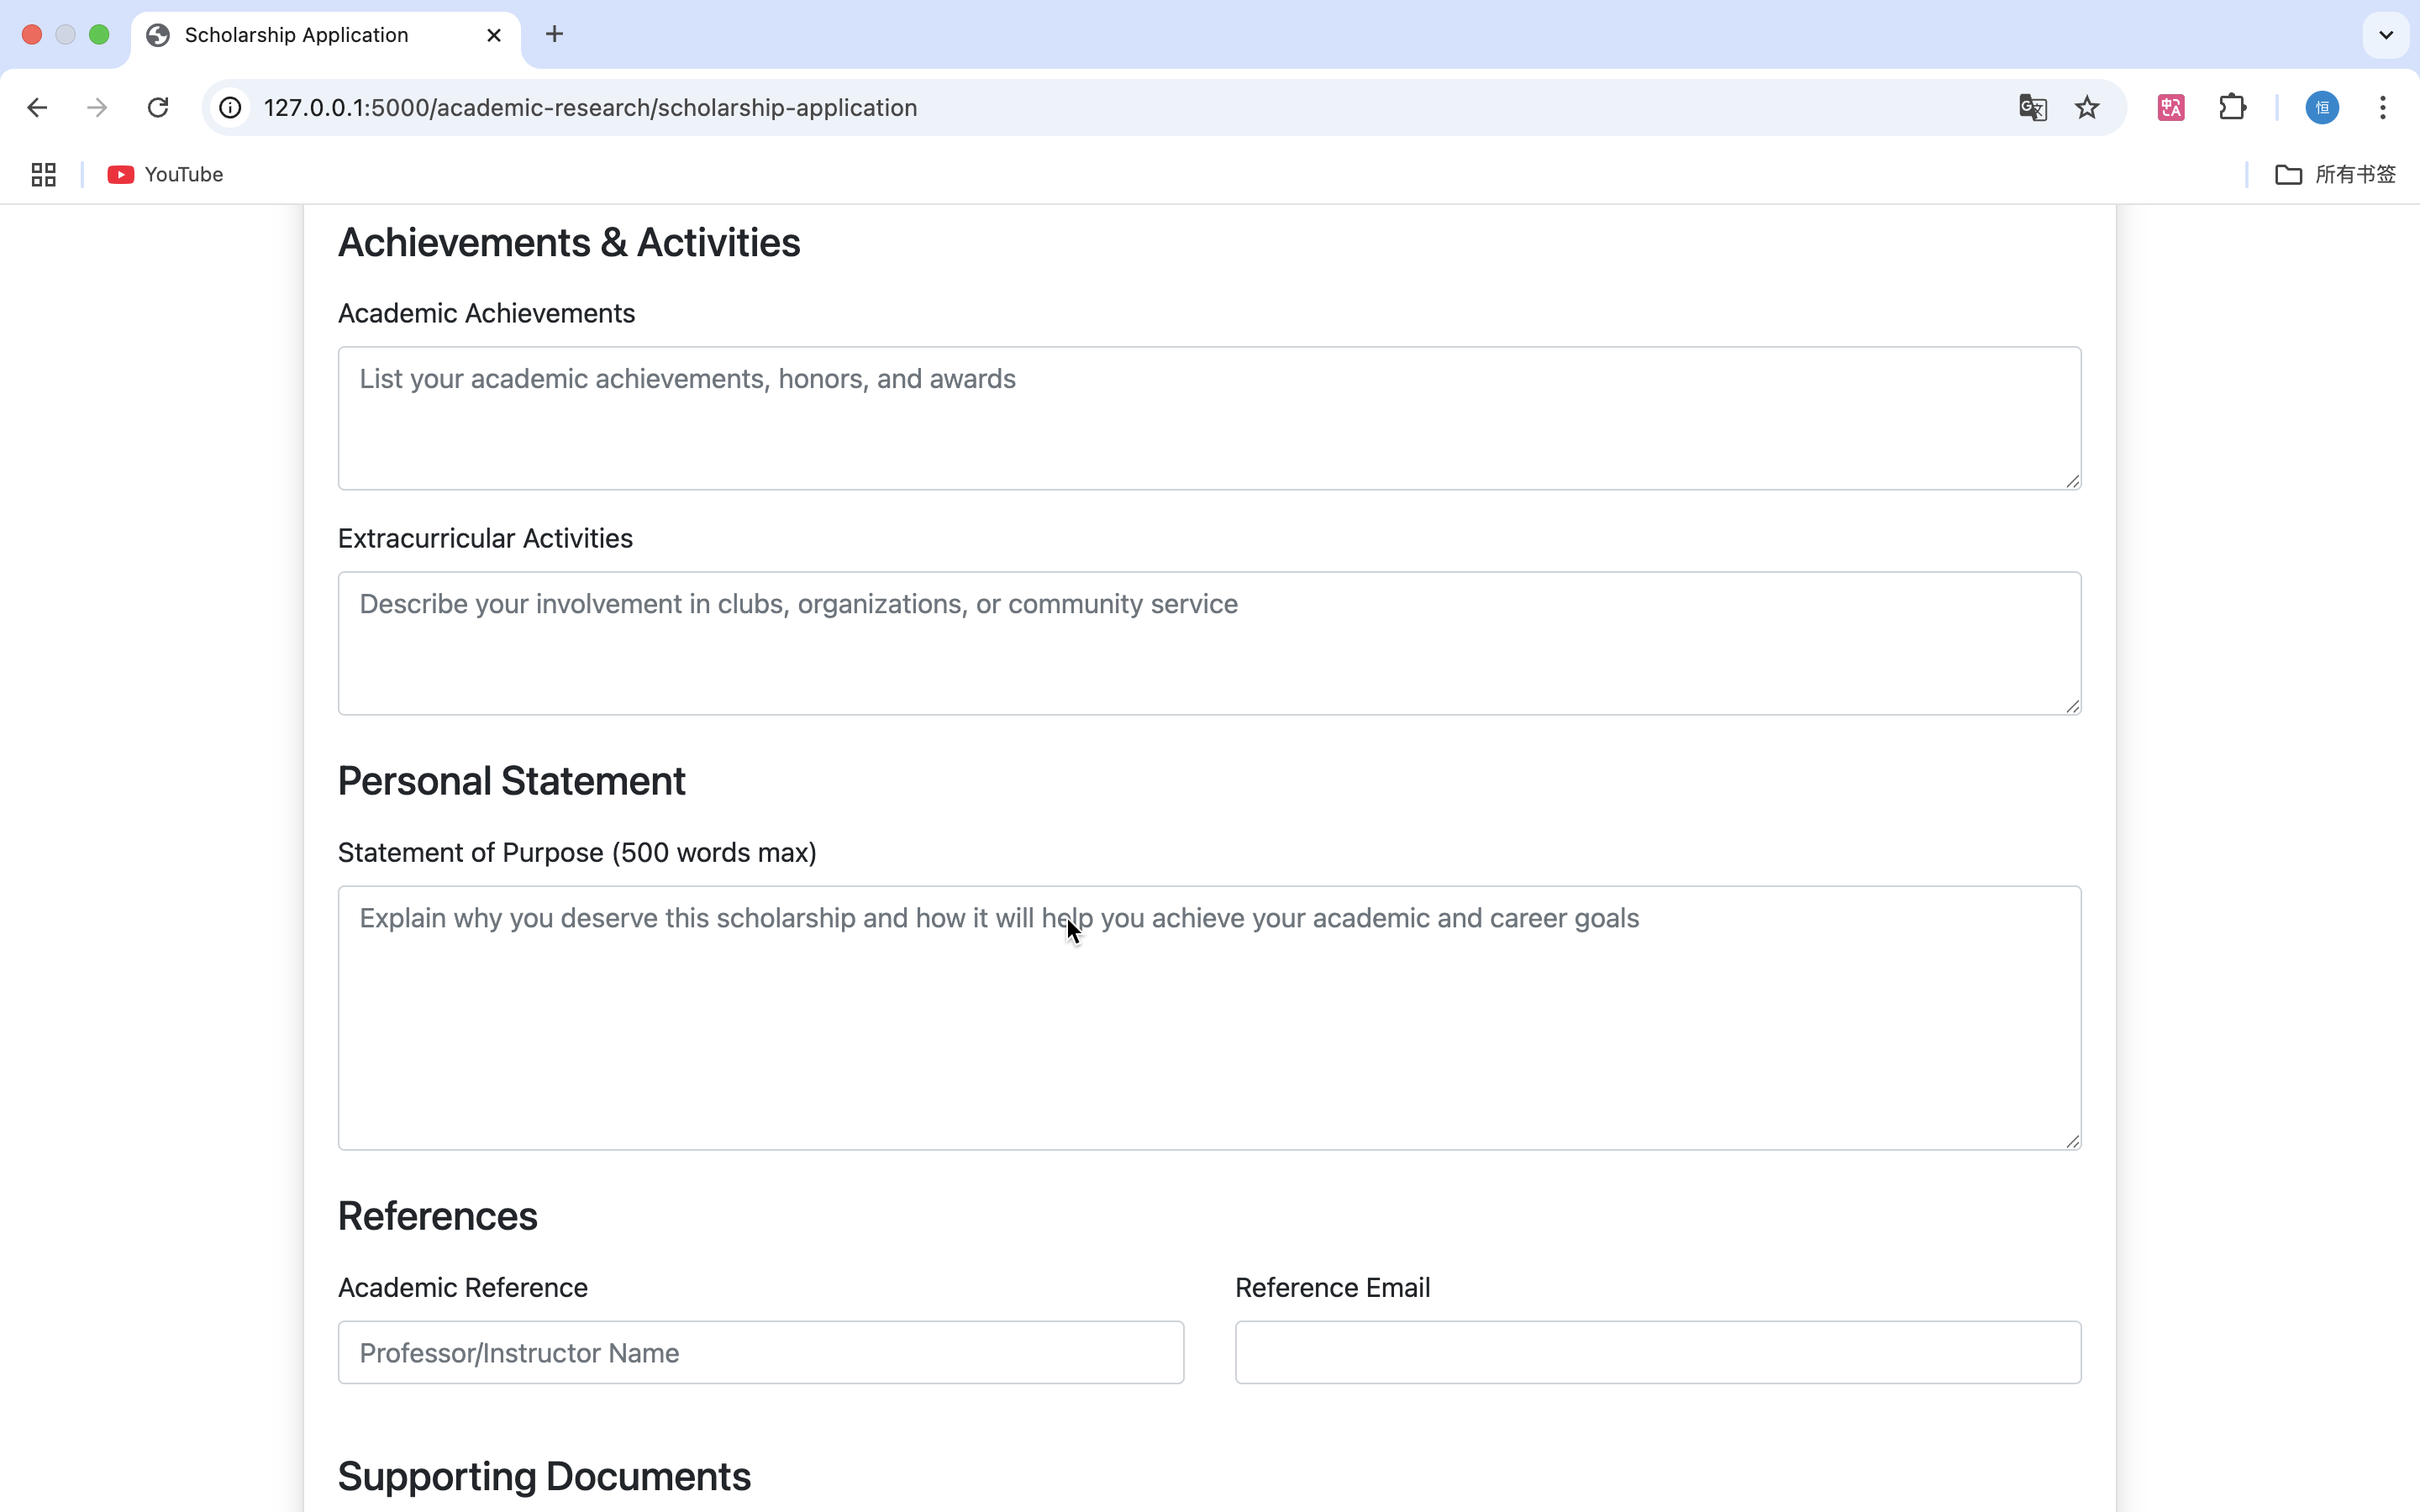 Scholarship Application
127.0.0.1:5000/academic-research/scholarship-application
恒
YouTube
所有书签
Achievements & Activities
Academic Achievements
List your academic achievements, honors, and awards
Extracurricular Activities
Describe your involvement in clubs, organizations, or community service
Personal Statement
Statement of Purpose (500 words max)
Explain why you deserve this scholarship and how it will help you achieve your academic and career goals
References
Academic Reference
Reference Email
Professor/Instructor Name
Supporting Documents